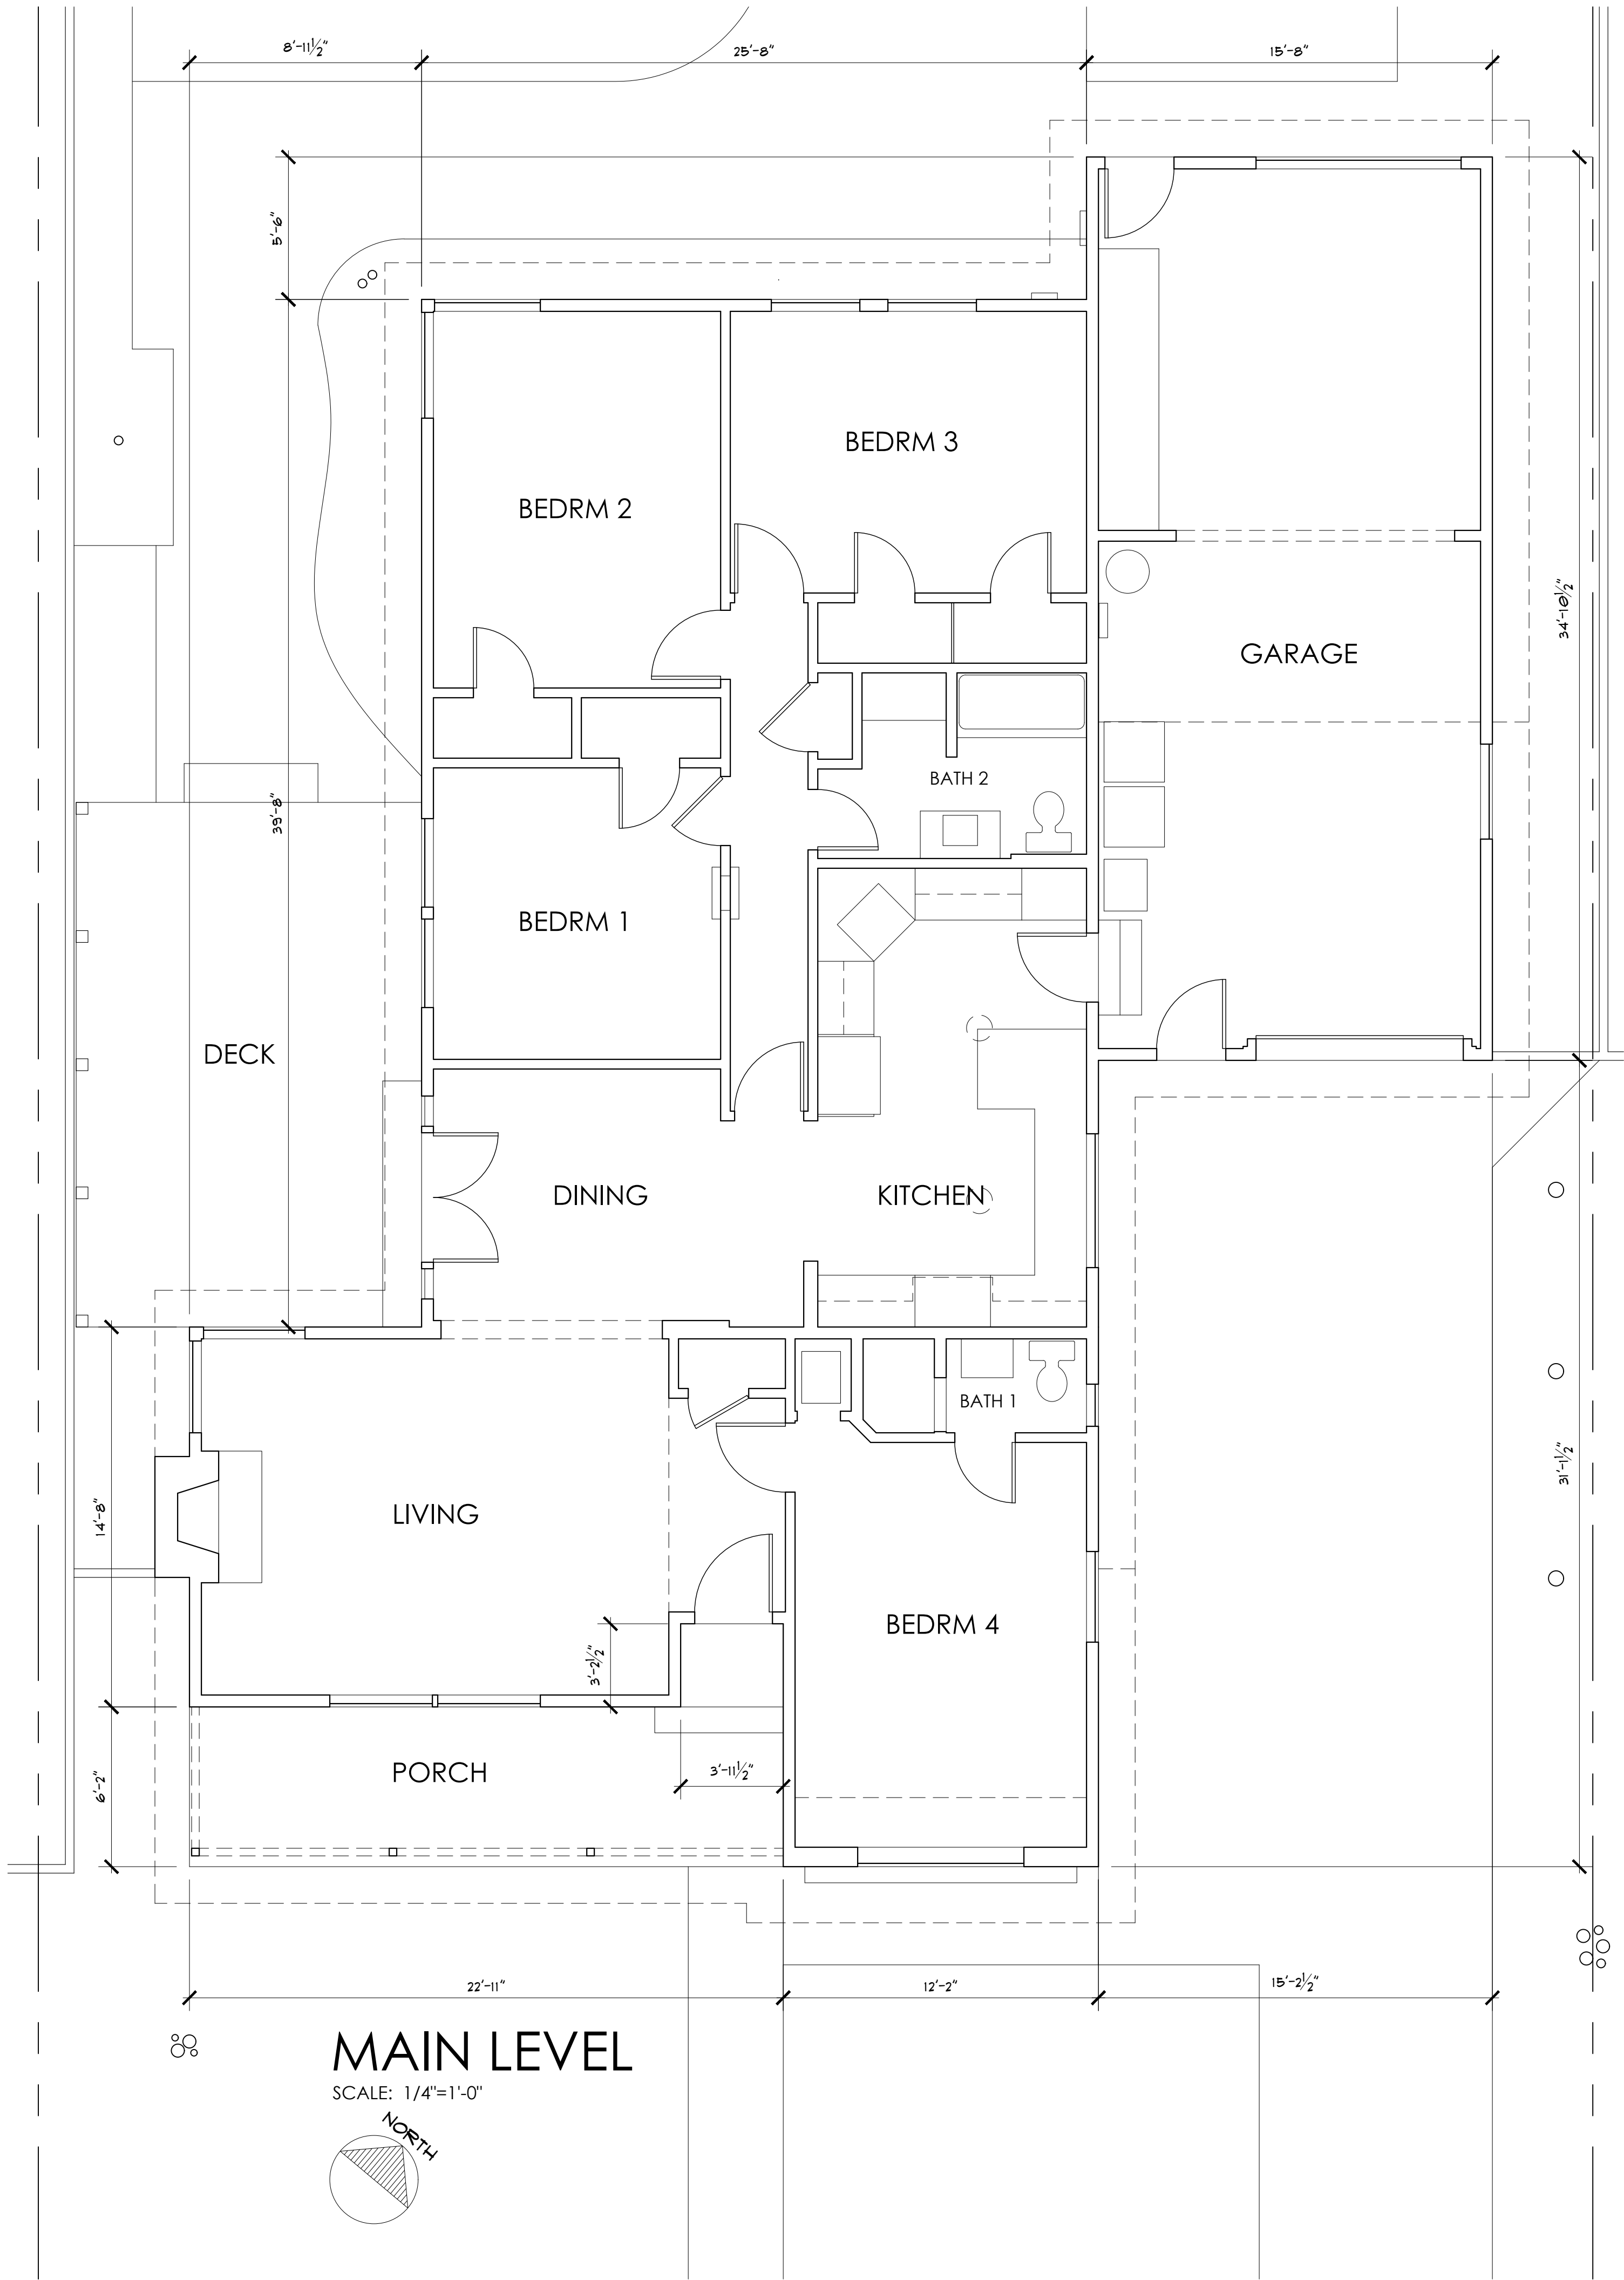 8'-11½"
25'-8"
15'-8"
5'-6"
BEDRM 3
BEDRM 2
34'-10½"
GARAGE
BATH 2
39'-8"
BEDRM 1
DECK
DINING
KITCHEN
BATH 1
31'-1½"
LIVING
14'-8"
BEDRM 4
3'-2½"
PORCH
3'-11½"
6'-2"
22'-11"
12'-2"
15'-2½"
MAIN LEVEL
SCALE: 1/4"=1'-0"
NORTH